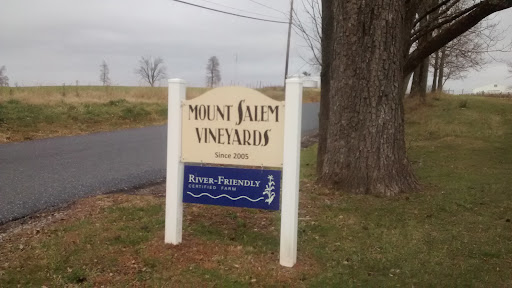 MOUNT SALEM
VINEYARDS
Since 2005
RIVER-FRIENDLY
CERTIFIED FARM